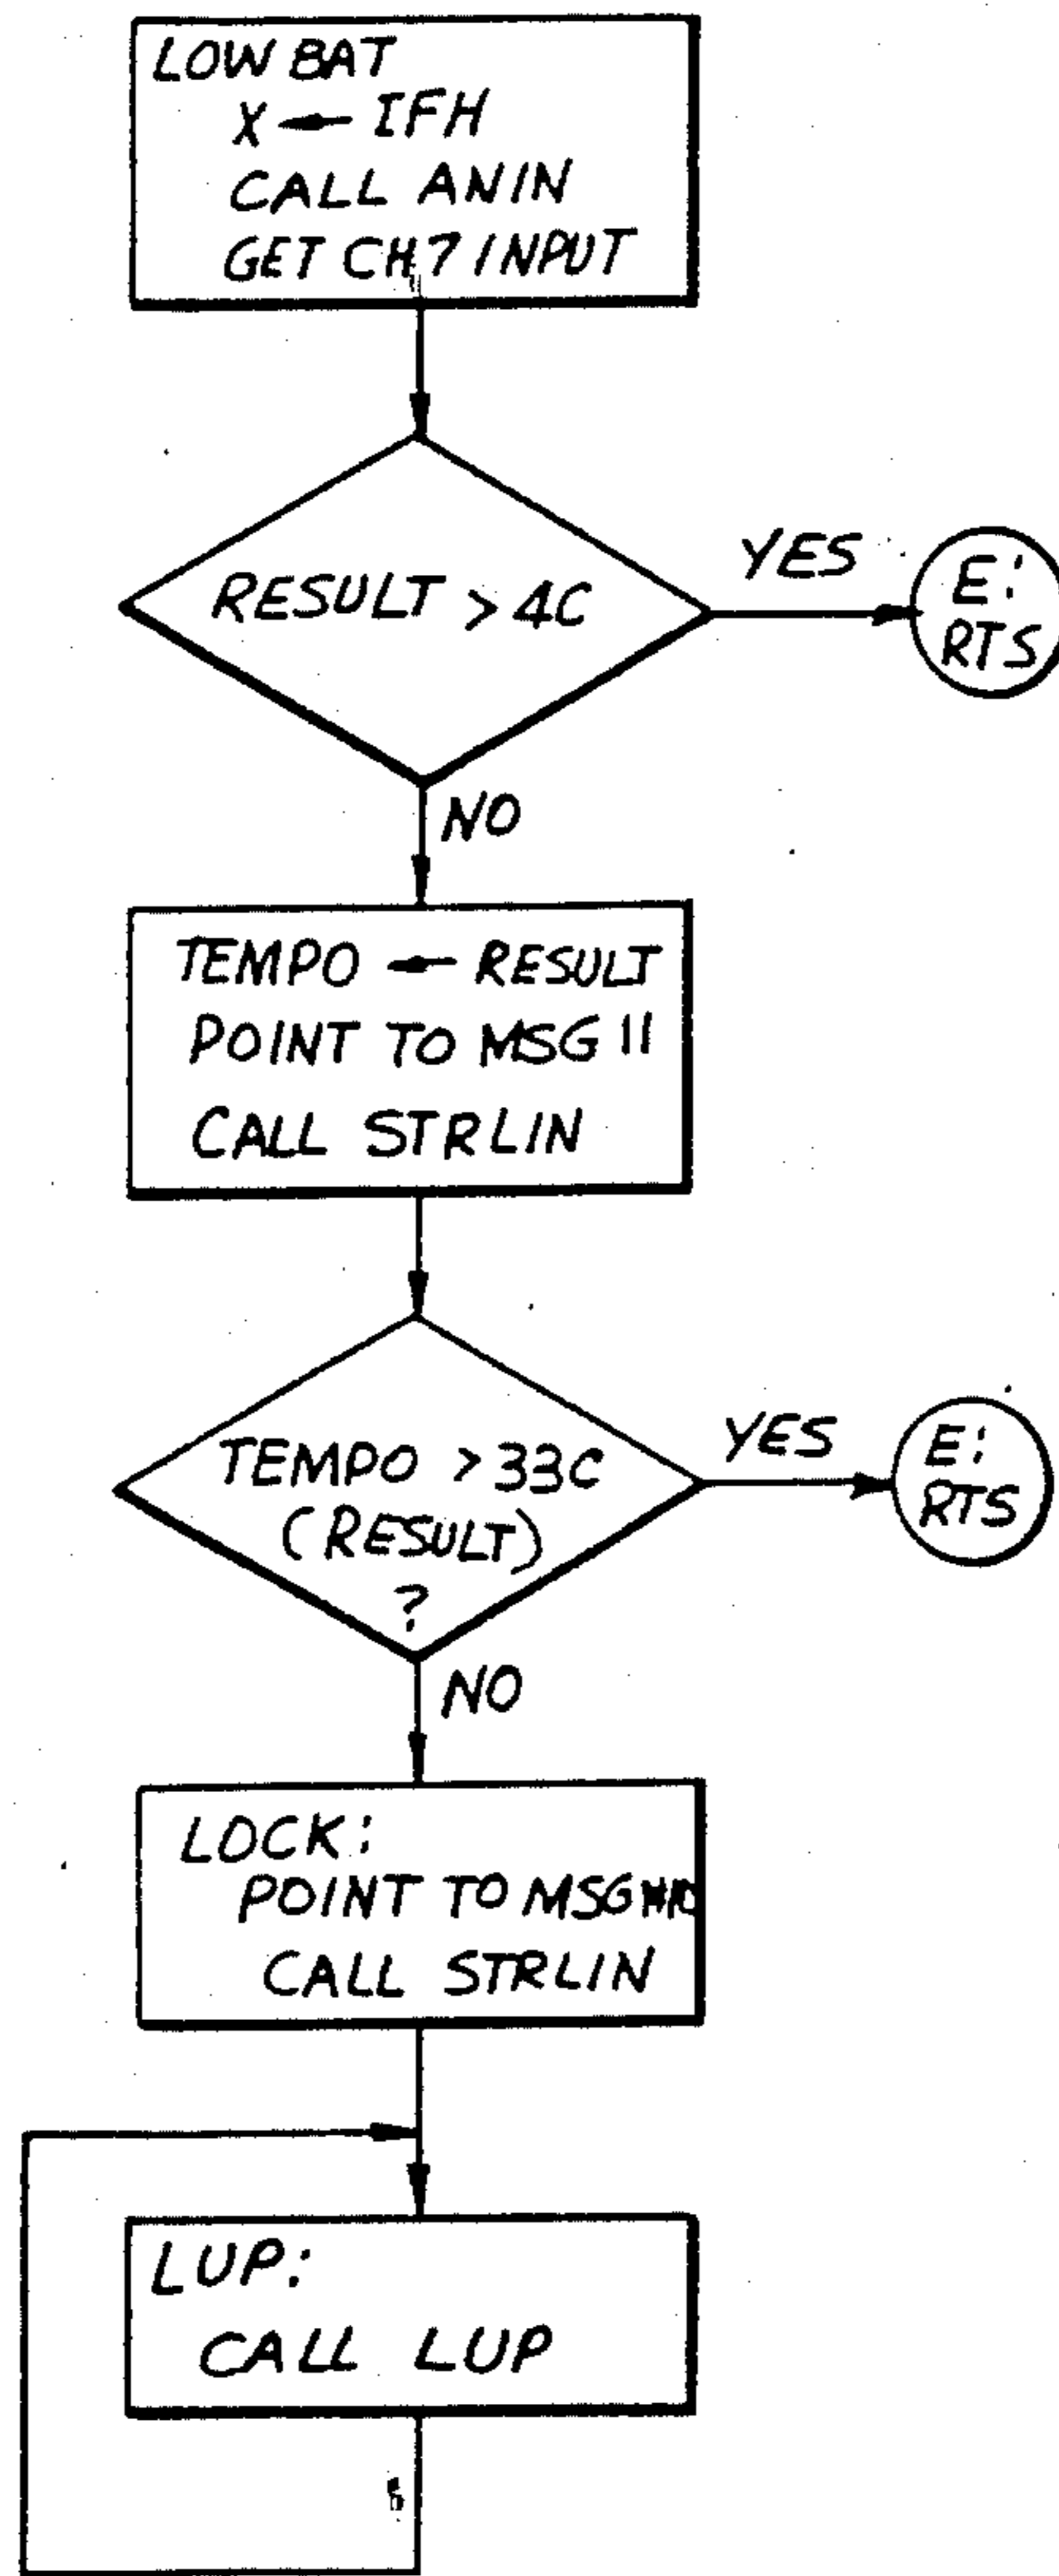 LOW BAT
X ← IFH
CALL ANIN
GET CH7 INPUT
RESULT > 4C
YES
E:
RTS
NO
TEMPO ← RESULT
POINT TO MSG 11
CALL STRLIN
TEMPO > 33C
(RESULT)
?
YES
E:
RTS
NO
LOCK:
POINT TO MSG
CALL STRLIN
LUP:
CALL LUP